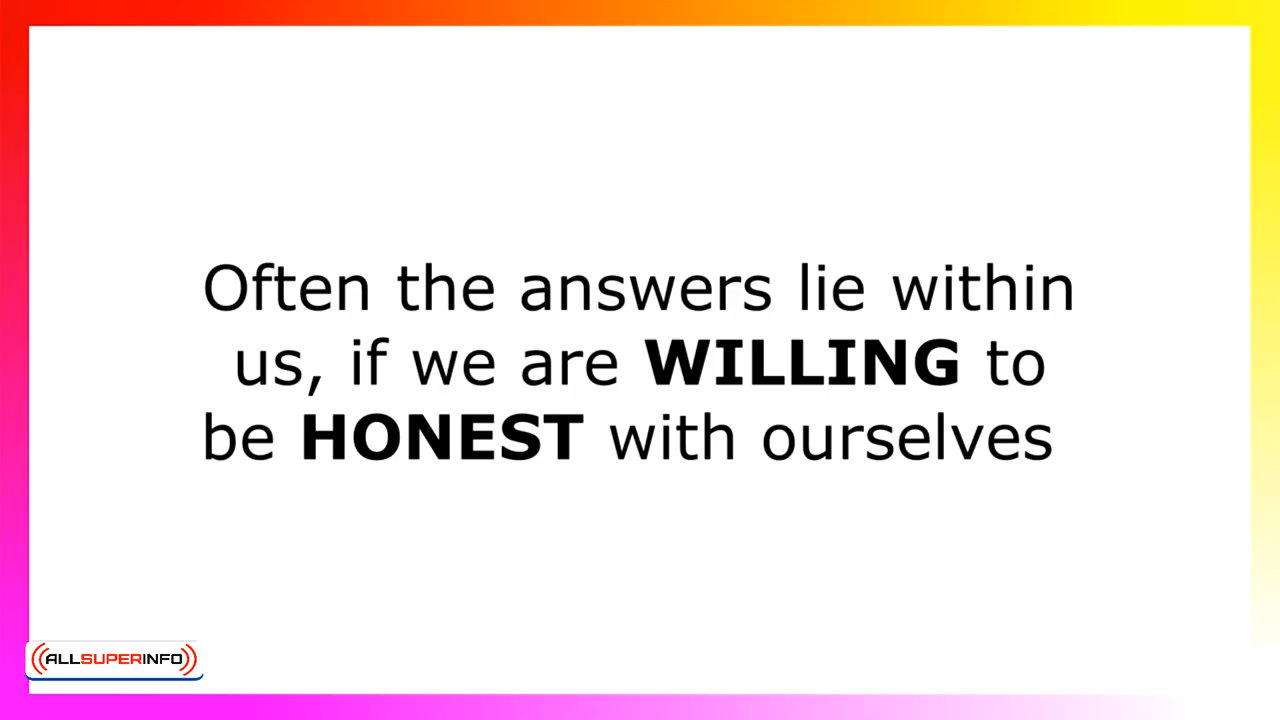 Often the answers lie within
us, if we are WILLING to
be HONEST with ourselves
ALLSUPERINFO